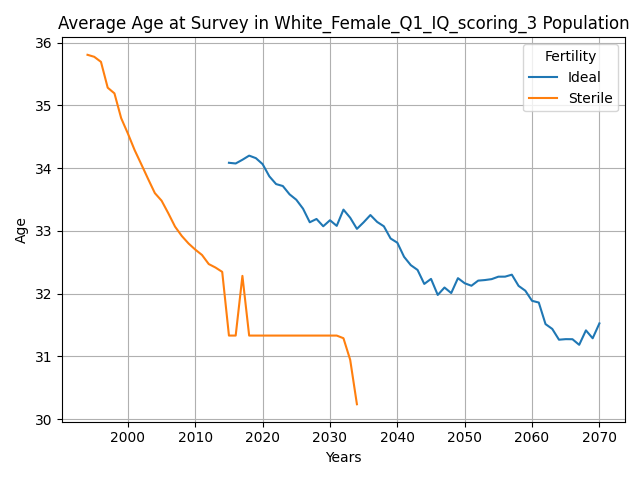 Average Age at Survey in White_Female_Q1_IQ_scoring_3 Population
Fertility
Ideal
Sterile
Age
36
35
34
33
32
31
30
2000
2010
2020
2030
2040
2050
2060
2070
Years